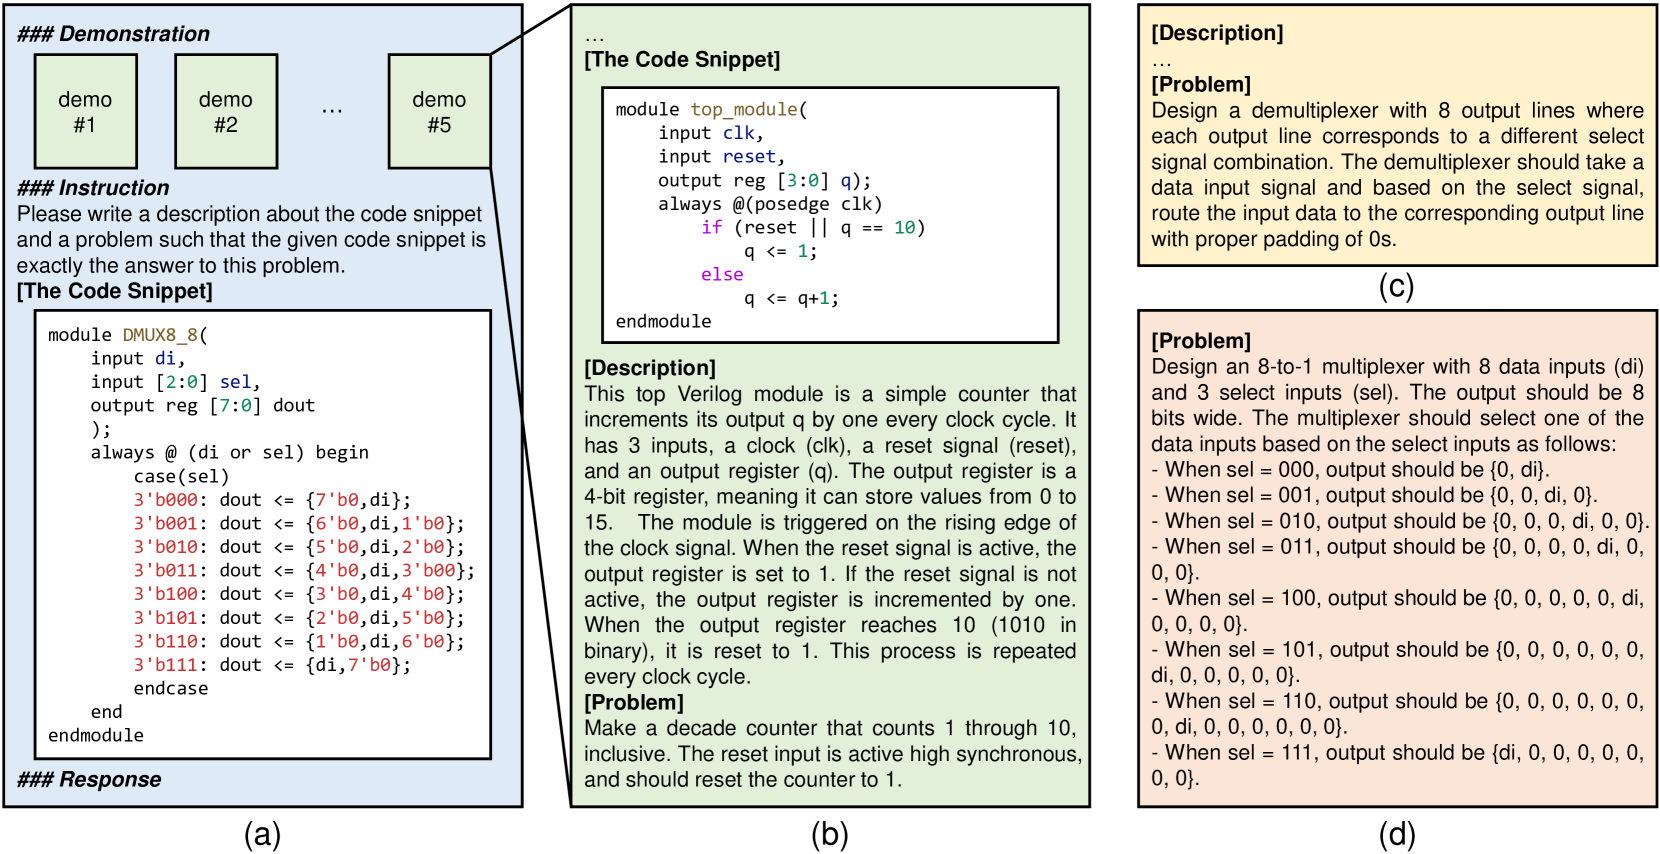 ### Demonstration
demo
#1
demo
#2
...
demo
#5
### Instruction
Please write a description about the code snippet
and a problem such that the given code snippet is
exactly the answer to this problem.
[The Code Snippet]
module DMUX8_8(
    input di,
    input [2:0] sel,
    output reg [7:0] dout
    );
    always @ (di or sel) begin
        case(sel)
        3'b000: dout <= {7'b0,di};
        3'b001: dout <= {6'b0,di,1'b0};
        3'b010: dout <= {5'b0,di,2'b0};
        3'b011: dout <= {4'b0,di,3'b00};
        3'b100: dout <= {3'b0,di,4'b0};
        3'b101: dout <= {2'b0,di,5'b0};
        3'b110: dout <= {1'b0,di,6'b0};
        3'b111: dout <= {di,7'b0};
        endcase
    end
endmodule
### Response
(a)
...
[The Code Snippet]
module top_module(
    input clk,
    input reset,
    output reg [3:0] q);
    always @(posedge clk)
        if (reset || q == 10)
            q <= 1;
        else
            q <= q+1;
endmodule
[Description]
This top Verilog module is a simple counter that
increments its output q by one every clock cycle. It
has 3 inputs, a clock (clk), a reset signal (reset),
and an output register (q). The output register is a
4-bit register, meaning it can store values from 0 to
15. The module is triggered on the rising edge of
the clock signal. When the reset signal is active, the
output register is set to 1. If the reset signal is not
active, the output register is incremented by one.
When the output register reaches 10 (1010 in
binary), it is reset to 1. This process is repeated
every clock cycle.
[Problem]
Make a decade counter that counts 1 through 10,
inclusive. The reset input is active high synchronous,
and should reset the counter to 1.
(b)
[Description]
...
[Problem]
Design a demultiplexer with 8 output lines where
each output line corresponds to a different select
signal combination. The demultiplexer should take a
data input signal and based on the select signal,
route the input data to the corresponding output line
with proper padding of 0s.
(c)
[Problem]
Design an 8-to-1 multiplexer with 8 data inputs (di)
and 3 select inputs (sel). The output should be 8
bits wide. The multiplexer should select one of the
data inputs based on the select inputs as follows:
- When sel = 000, output should be {0, di}.
- When sel = 001, output should be {0, 0, di, 0}.
- When sel = 010, output should be {0, 0, 0, di, 0, 0}.
- When sel = 011, output should be {0, 0, 0, 0, di, 0,
0, 0}.
- When sel = 100, output should be {0, 0, 0, 0, 0, di,
0, 0, 0, 0}.
- When sel = 101, output should be {0, 0, 0, 0, 0, 0,
di, 0, 0, 0, 0, 0}.
- When sel = 110, output should be {0, 0, 0, 0, 0, 0,
0, di, 0, 0, 0, 0, 0, 0}.
- When sel = 111, output should be {di, 0, 0, 0, 0, 0,
0, 0}.
(d)